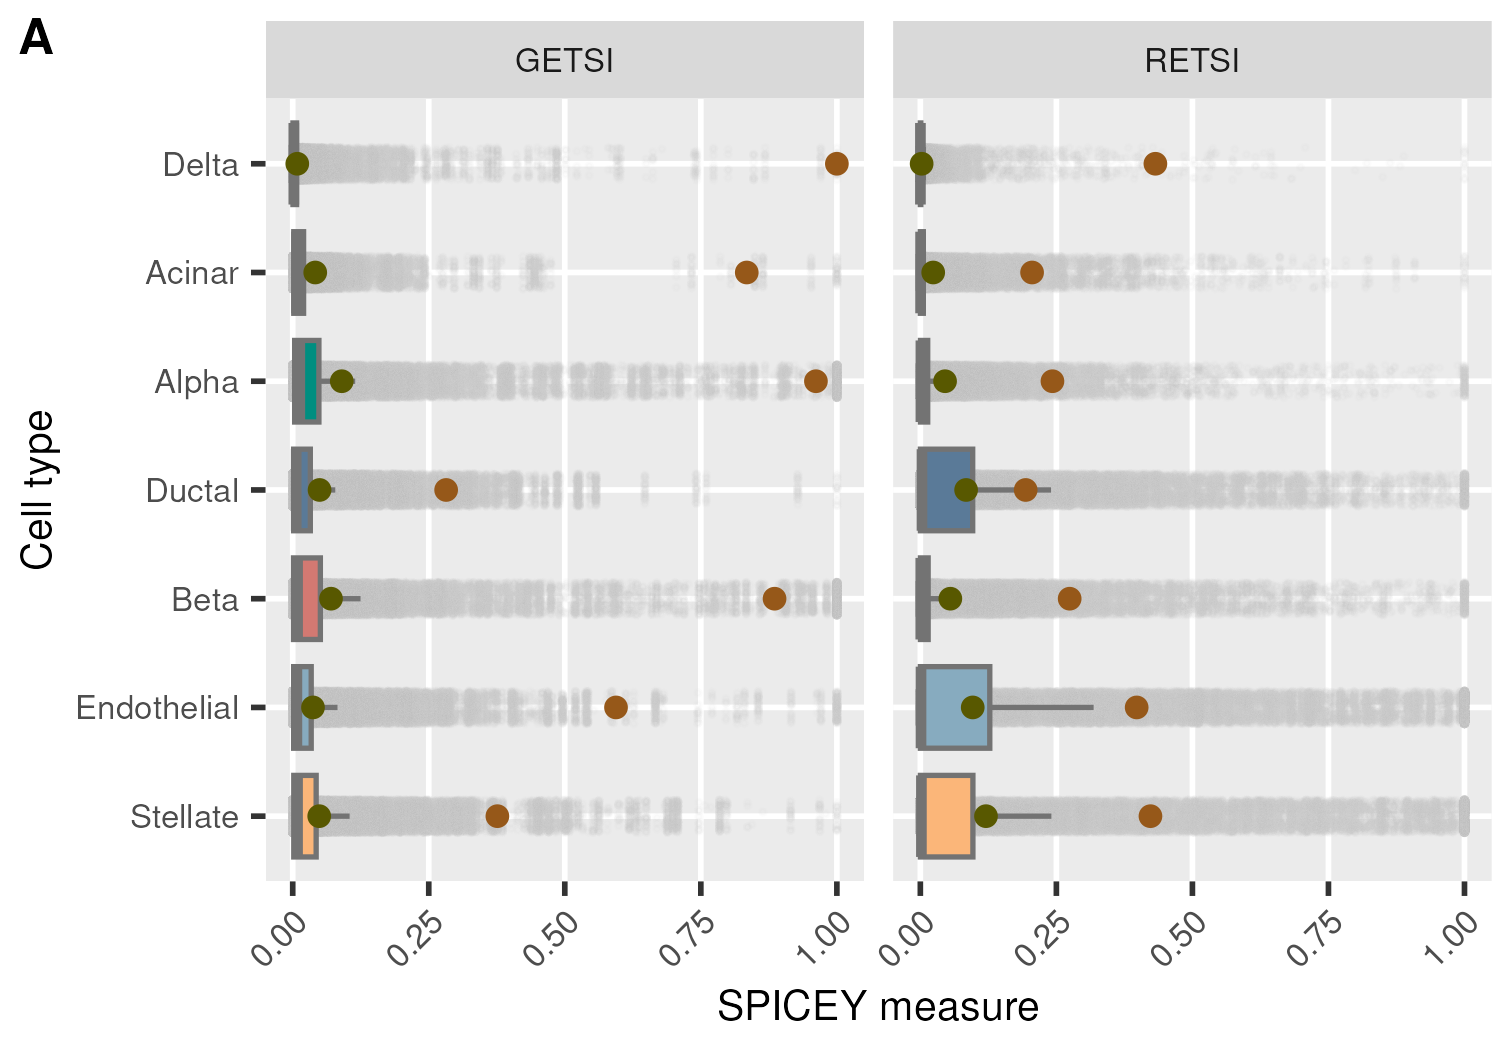 A
GETSI
RETSI
Cell type
Delta
Acinar
Alpha
Ductal
Beta
Endothelial
Stellate
0.00 0.25 0.50 0.75 1.00
0.00 0.25 0.50 0.75 1.00
SPICEY measure